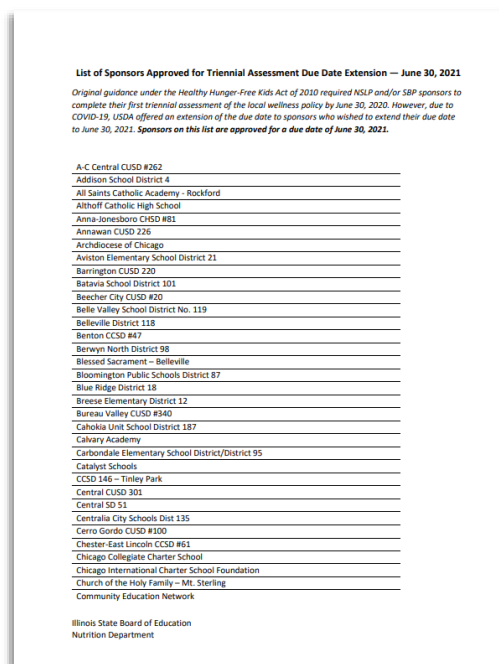 List of Sponsors Approved for Triennial Assessment Due Date Extension — June 30, 2021
Original guidance under the Healthy Hunger-Free Kids Act of 2010 required NSLP and/or SBP sponsors to
complete their first triennial assessment of the local wellness policy by June 30, 2020. However, due to
COVID-19, USDA offered an extension of the due date to sponsors who wished to extend their due date
to June 30, 2021. Sponsors on this list are approved for a due date of June 30, 2021.
A-C Central CUSD #262
Addison School District 4
All Saints Catholic Academy - Rockford
Althoff Catholic High School
Anna-Jonesboro CHSD #81
Annawan CUSD 226
Archdiocese of Chicago
Aviston Elementary School District 21
Barrington CUSD 220
Batavia School District 101
Beecher City CUSD #20
Belle Valley School District No. 119
Belleville District 118
Benton CCSD #47
Berwyn North District 98
Blessed Sacrament – Belleville
Bloomington Public Schools District 87
Blue Ridge District 18
Breese Elementary District 12
Bureau Valley CUSD #340
Cahokia Unit School District 187
Calvary Academy
Carbondale Elementary School District/District 95
Catalyst Schools
CCSD 146 – Tinley Park
Central CUSD 301
Central SD 51
Centralia City Schools Dist 135
Cerro Gordo CUSD #100
Chester-East Lincoln CCSD #61
Chicago Collegiate Charter School
Chicago International Charter School Foundation
Church of the Holy Family – Mt. Sterling
Community Education Network
Illinois State Board of Education
Nutrition Department